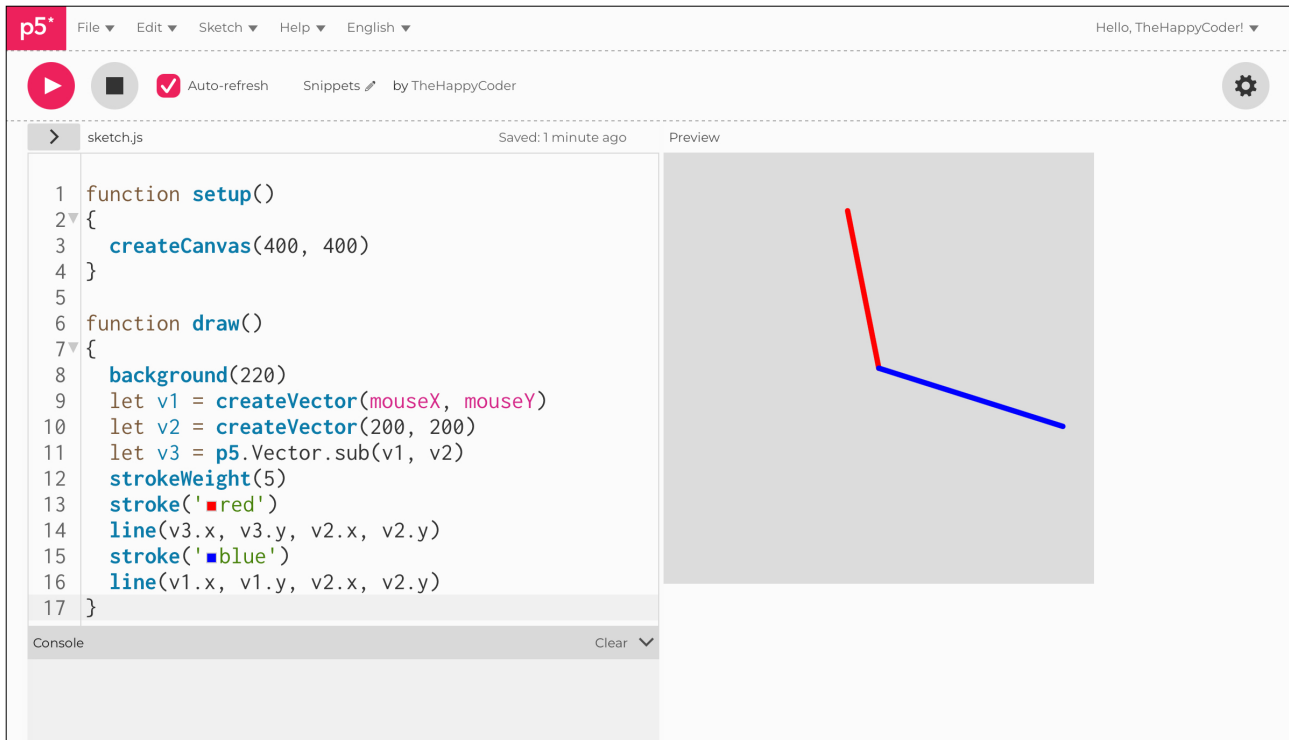 p5* File Edit Sketch Help English Hello, TheHappyCoder!
Auto-refresh Snippets by TheHappyCoder
sketch.js Saved: 1 minute ago Preview
1 function setup()
2 {
3   createCanvas(400, 400)
4 }
5
6 function draw()
7 {
8   background(220)
9   let v1 = createVector(mouseX, mouseY)
10   let v2 = createVector(200, 200)
11   let v3 = p5.Vector.sub(v1, v2)
12   strokeWeight(5)
13   stroke('red')
14   line(v3.x, v3.y, v2.x, v2.y)
15   stroke('blue')
16   line(v1.x, v1.y, v2.x, v2.y)
17 }
Console Clear